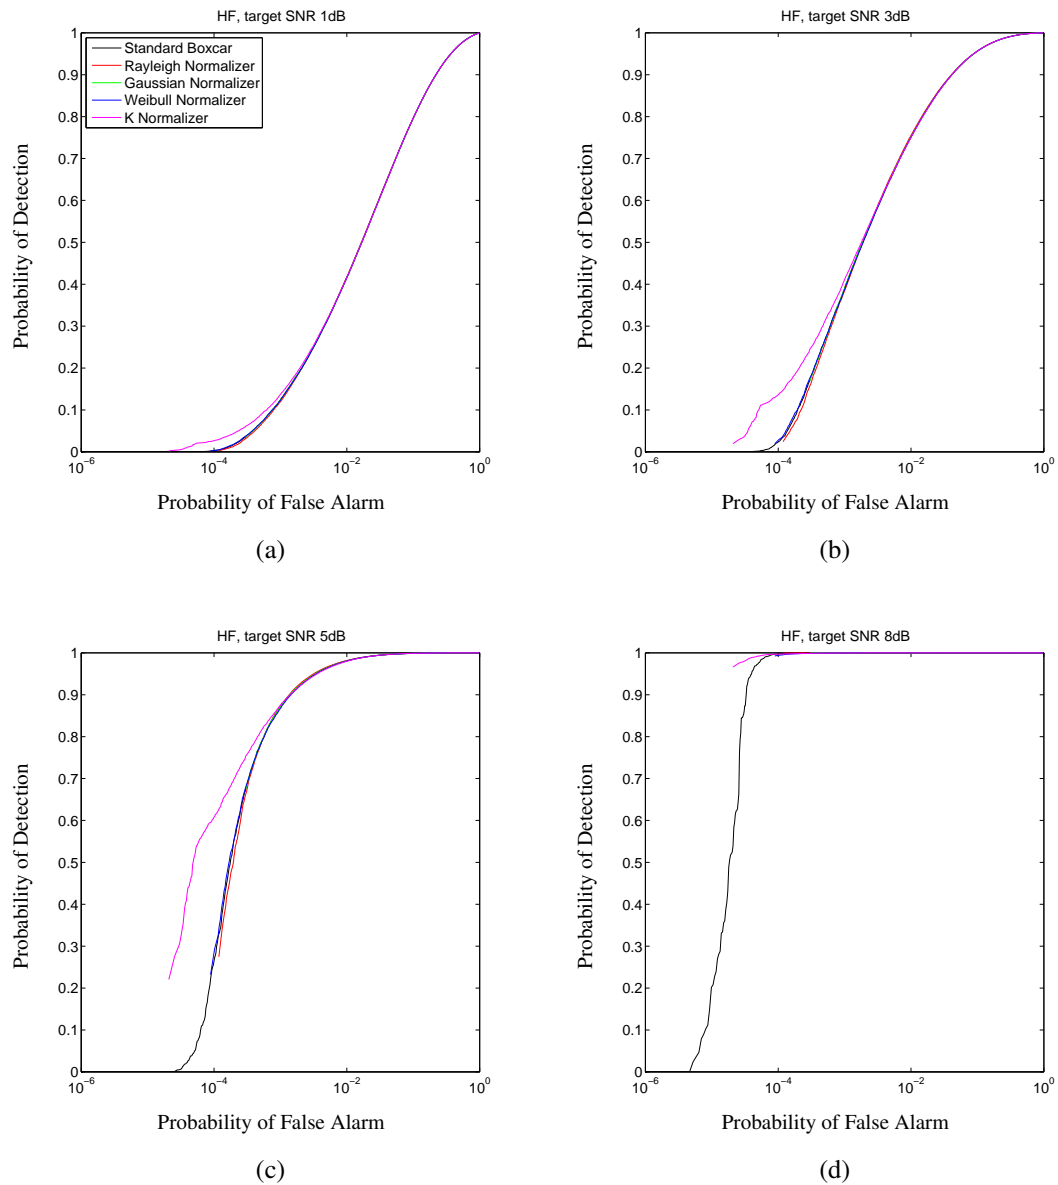 HF, target SNR 1dB
1
0.9
0.8
0.7
0.6
0.5
0.4
0.3
0.2
0.1
0
Standard Boxcar
Rayleigh Normalizer
Gaussian Normalizer
Weibull Normalizer
K Normalizer
Probability of Detection
10^−6 10^−4 10^−2 10^0
Probability of False Alarm
(a)
HF, target SNR 3dB
1
0.9
0.8
0.7
0.6
0.5
0.4
0.3
0.2
0.1
0
Probability of Detection
10^−6 10^−4 10^−2 10^0
Probability of False Alarm
(b)
HF, target SNR 5dB
1
0.9
0.8
0.7
0.6
0.5
0.4
0.3
0.2
0.1
0
Probability of Detection
10^−6 10^−4 10^−2 10^0
Probability of False Alarm
(c)
HF, target SNR 8dB
1
0.9
0.8
0.7
0.6
0.5
0.4
0.3
0.2
0.1
0
Probability of Detection
10^−6 10^−4 10^−2 10^0
Probability of False Alarm
(d)